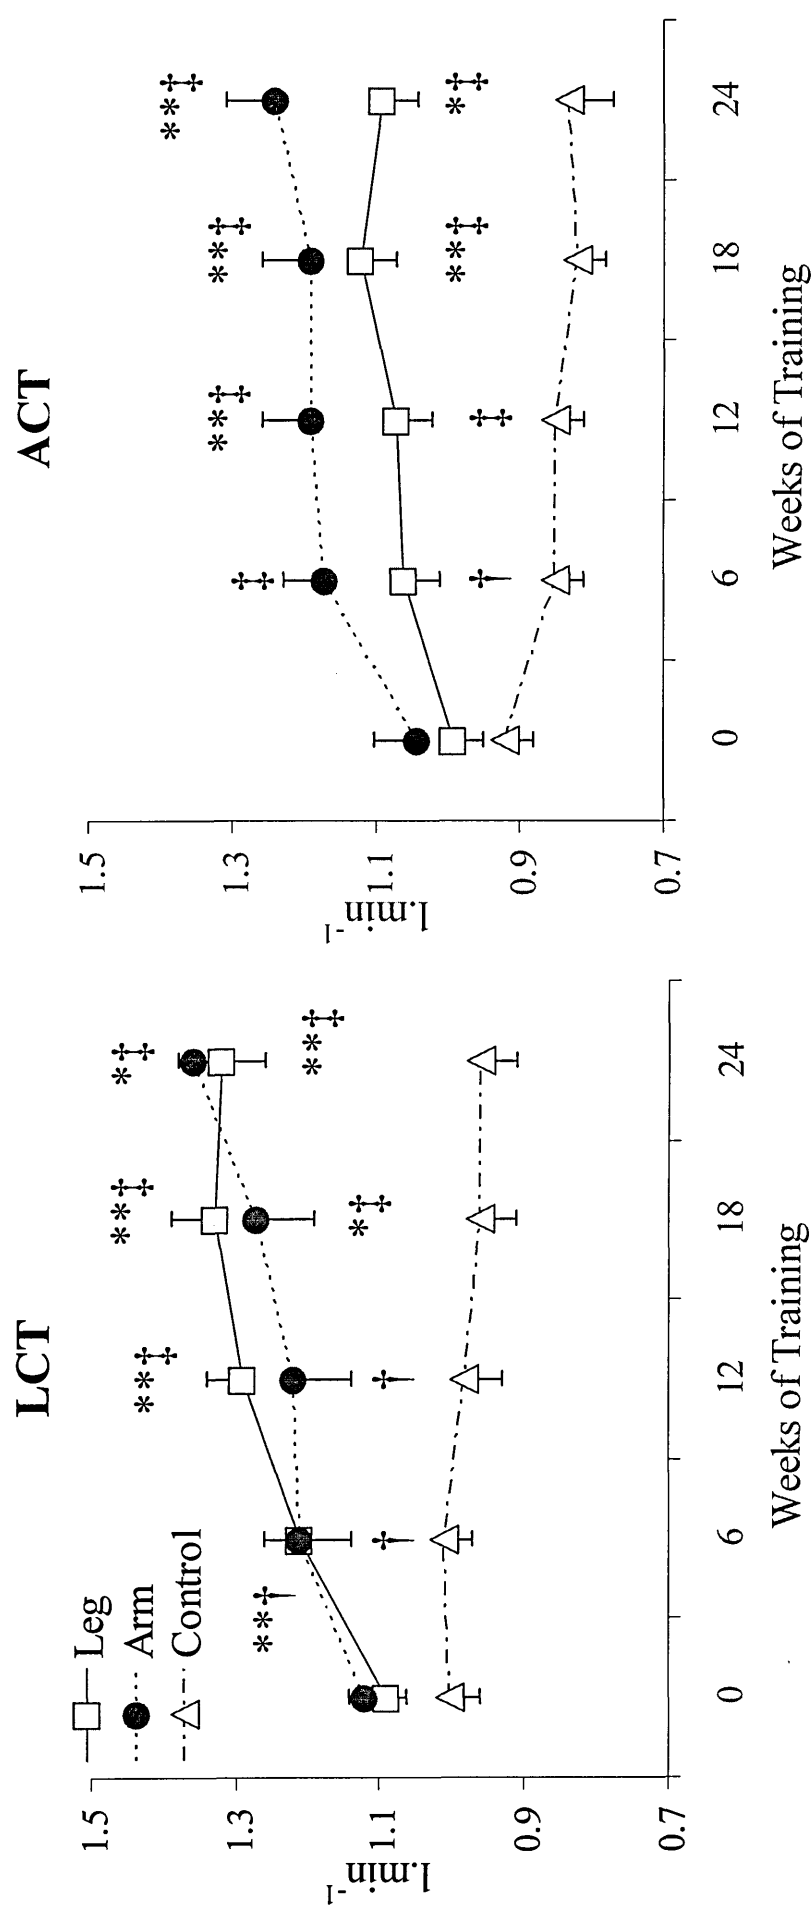 LCT
1.5
1.3
1.1
0.9
0.7
l.min⁻¹
Leg
Arm
Control
**†
**‡
**‡
*‡
†
†
*‡
**‡
0 6 12 18 24
Weeks of Training
ACT
1.5
1.3
1.1
0.9
0.7
l.min⁻¹
‡
**‡
**‡
**‡
†
‡
**‡
*‡
0 6 12 18 24
Weeks of Training